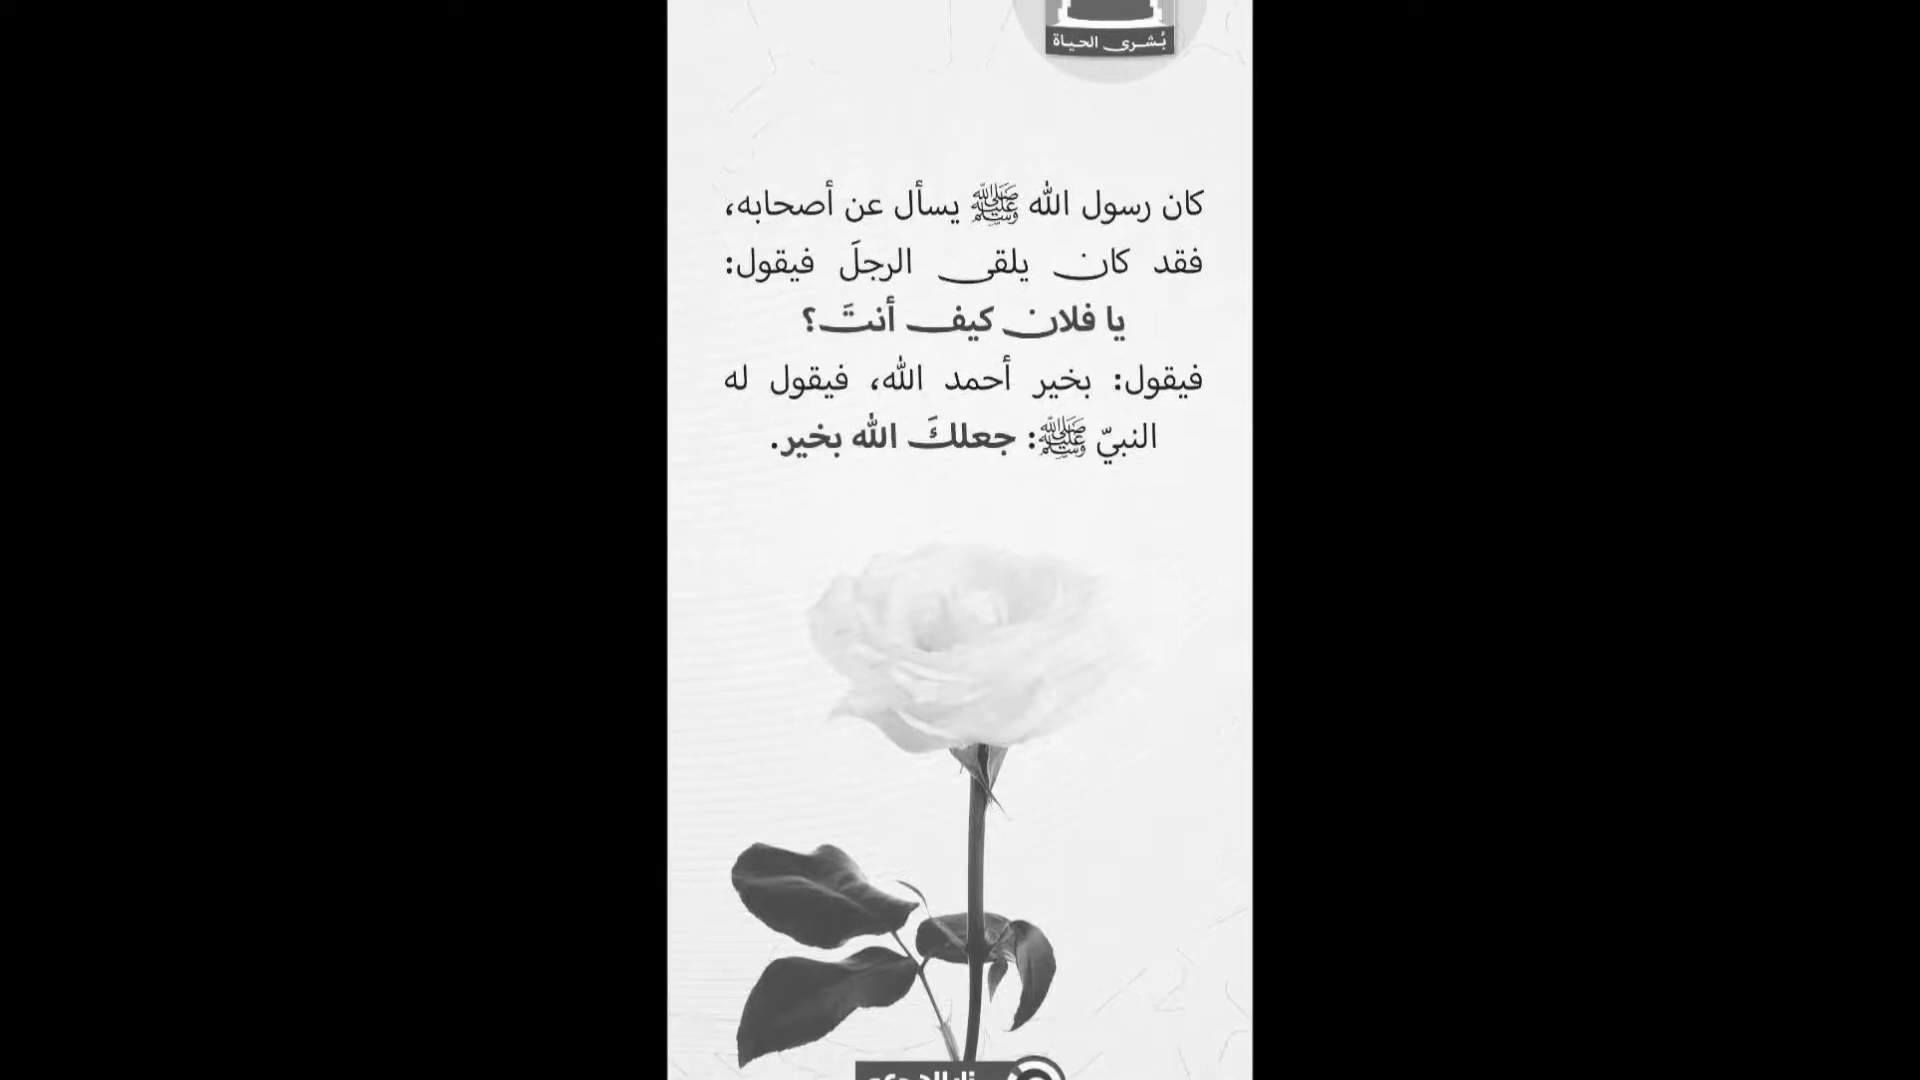 بُشرى الحياة
كان رسول الله ﷺ يسأل عن أصحابه،
فقد كان يلقى الرجلَ فيقول:
يا فلان كيف أنتَ؟
فيقول: بخير أحمد الله، فيقول له
النبيّ ﷺ: جعلكَ الله بخير.